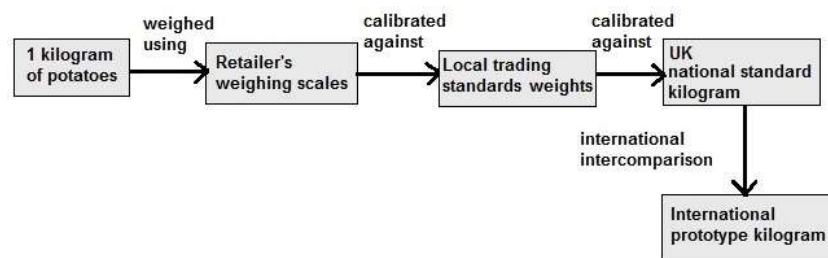 1 kilogram
of potatoes
weighed
using
Retailer's
weighing scales
calibrated
against
Local trading
standards weights
calibrated
against
UK
national standard
kilogram
international
intercomparison
International
prototype kilogram